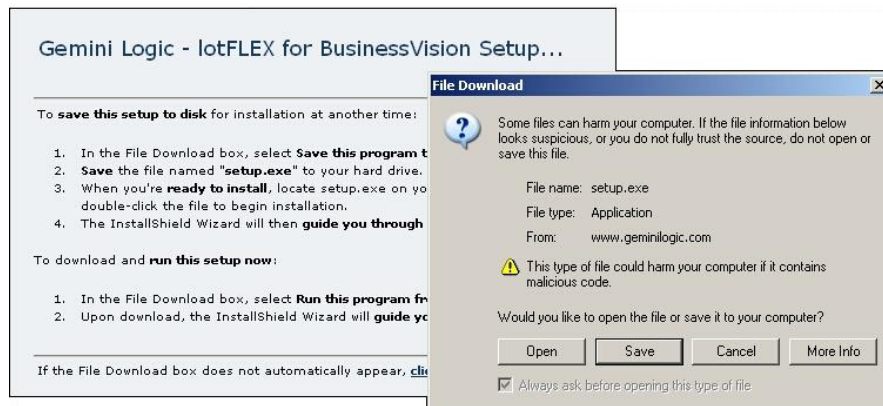 Gemini Logic - lotFLEX for BusinessVision Setup...
To save this setup to disk for installation at another time:
1. In the File Download box, select Save this program
2. Save the file named "setup.exe" to your hard drive.
3. When you're ready to install, locate setup.exe on
double-click the file to begin installation.
4. The InstallShield Wizard will then guide you through
To download and run this setup now:
1. In the File Download box, select Run this program
2. Upon download, the InstallShield Wizard will guide
If the File Download box does not automatically appear,
File Download
Some files can harm your computer. If the file information below
looks suspicious, or you do not fully trust the source, do not open or
save this file.
File name: setup.exe
File type: Application
From: www.geminilogic.com
This type of file could harm your computer if it contains
malicious code.
Would you like to open the file or save it to your computer?
Open
Save
Cancel
More Info
Always ask before opening this type of file